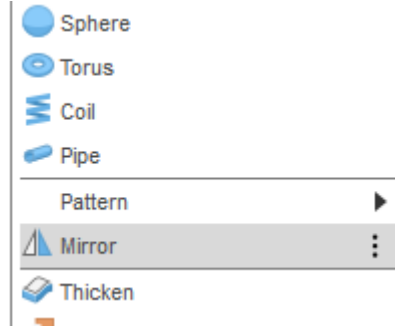 Sphere
Torus
Coil
Pipe
Pattern
Mirror
Thicken